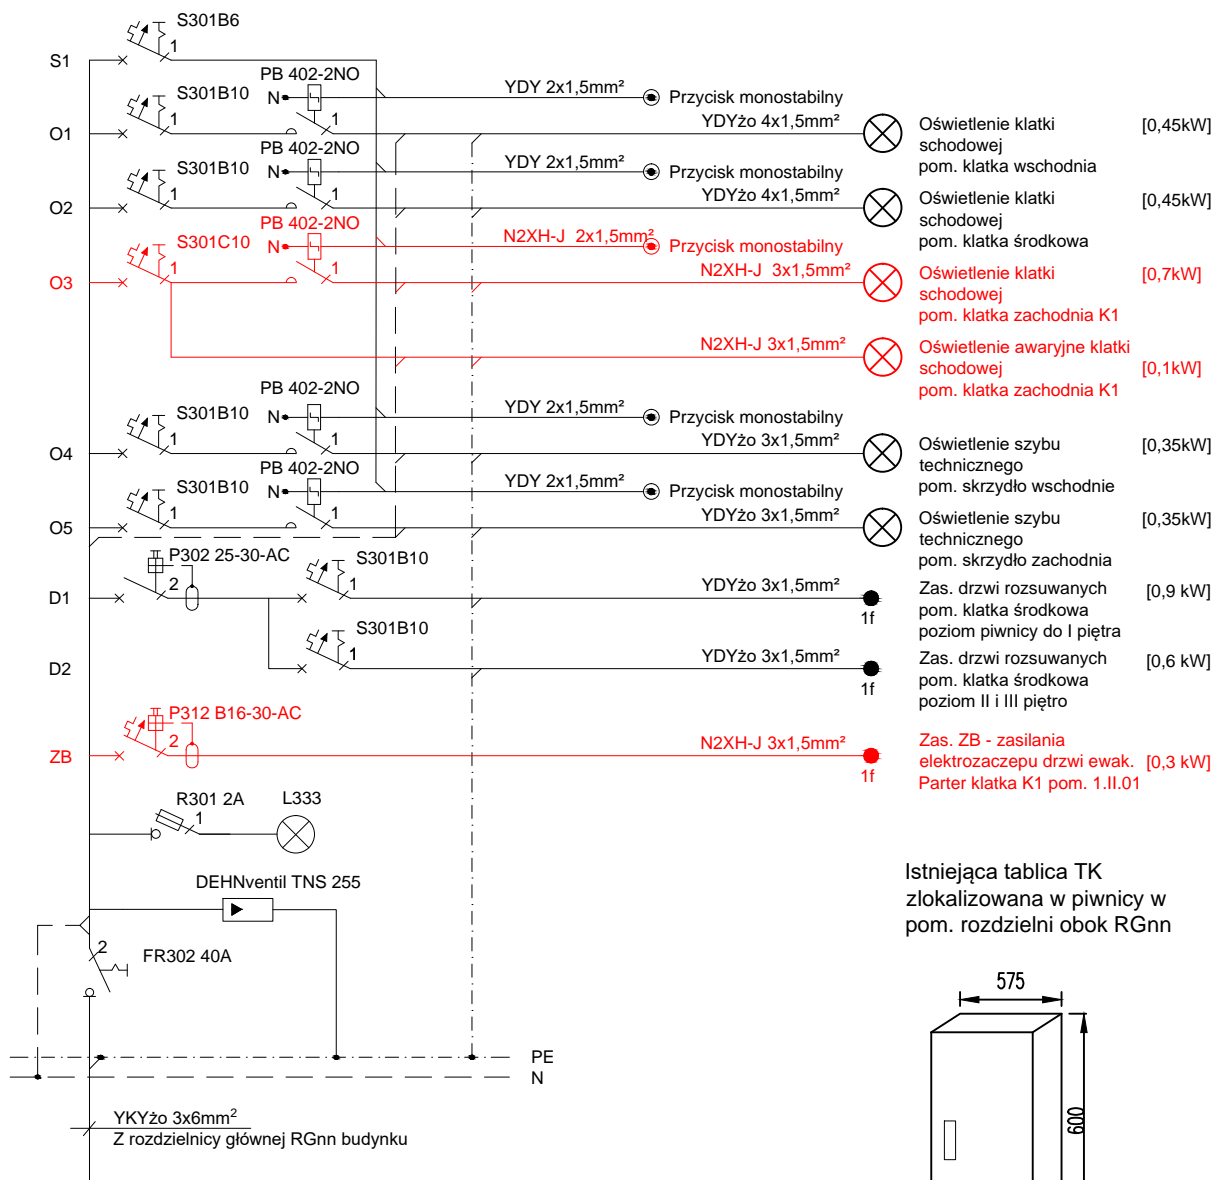 S301B6
1
S1
PB 402-2NO
S301B10
N
YDY 2x1,5mm²
Przycisk monostabilny
O1
1
1
YDYżo 4x1,5mm²
Oświetlenie klatki
schodowej
pom. klatka wschodnia
[0,45kW]
PB 402-2NO
S301B10
N
YDY 2x1,5mm²
Przycisk monostabilny
O2
1
1
YDYżo 4x1,5mm²
Oświetlenie klatki
schodowej
pom. klatka środkowa
[0,45kW]
PB 402-2NO
S301C10
N
N2XH-J 2x1,5mm²
Przycisk monostabilny
O3
1
1
N2XH-J 3x1,5mm²
Oświetlenie klatki
schodowej
pom. klatka zachodnia K1
[0,7kW]
N2XH-J 3x1,5mm²
Oświetlenie awaryjne klatki
schodowej
pom. klatka zachodnia K1
[0,1kW]
PB 402-2NO
S301B10
N
YDY 2x1,5mm²
Przycisk monostabilny
O4
1
1
YDYżo 3x1,5mm²
Oświetlenie szybu
technicznego
pom. skrzydło wschodnie
[0,35kW]
PB 402-2NO
S301B10
N
YDY 2x1,5mm²
Przycisk monostabilny
O5
1
1
YDYżo 3x1,5mm²
Oświetlenie szybu
technicznego
pom. skrzydło zachodnia
[0,35kW]
P302 25-30-AC
2
S301B10
1
D1
YDYżo 3x1,5mm²
1f
Zas. drzwi rozsuwanych
pom. klatka środkowa
poziom piwnicy do I piętra
[0,9 kW]
S301B10
1
D2
YDYżo 3x1,5mm²
1f
Zas. drzwi rozsuwanych
pom. klatka środkowa
poziom II i III piętro
[0,6 kW]
P312 B16-30-AC
2
ZB
N2XH-J 3x1,5mm²
1f
Zas. ZB - zasilania
elektrozaczepu drzwi ewak.
Parter klatka K1 pom. 1.II.01
[0,3 kW]
R301 2A
1
L333
DEHNventil TNS 255
2
FR302 40A
PE
N
YKYżo 3x6mm²
Z rozdzielnicy głównej RGnn budynku
Istniejąca tablica TK
zlokalizowana w piwnicy w
pom. rozdzielni obok RGnn
575
600